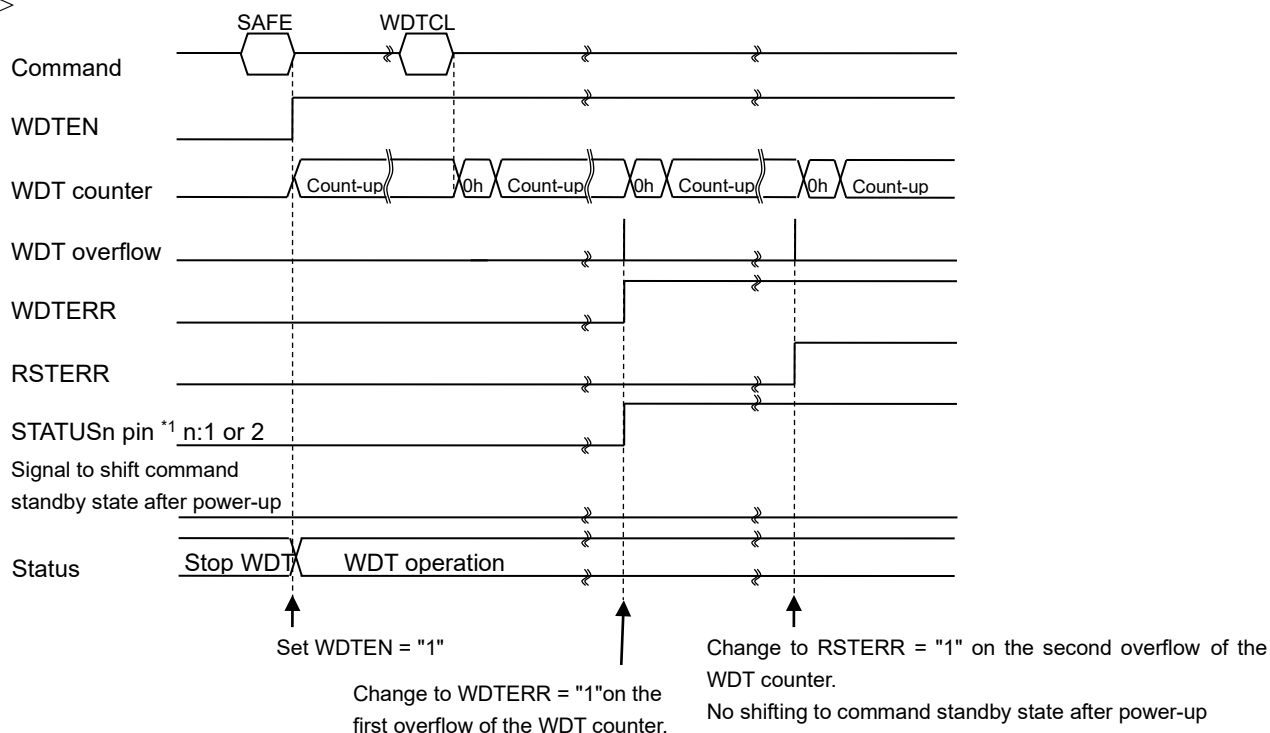 >
SAFE WDTCL
Command
WDTEN
WDT counter Count-up 0h Count-up 0h Count-up 0h Count-up
WDT overflow
WDTERR
RSTERR
STATUSn pin *1 n:1 or 2
Signal to shift command
standby state after power-up
Status Stop WDT WDT operation
Set WDTEN = "1"
Change to WDTERR = "1"on the
first overflow of the WDT counter.
Change to RSTERR = "1" on the second overflow of the
WDT counter.
No shifting to command standby state after power-up